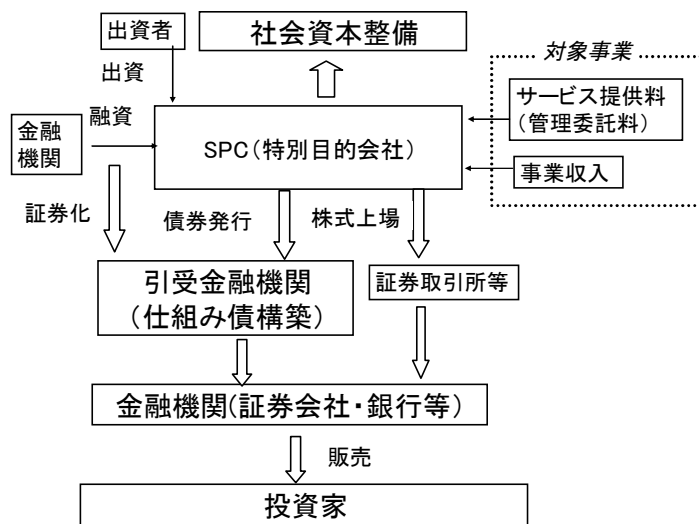 出資者
社会資本整備
対象事業
出資
サービス提供料
（管理委託料）
融資
金融
機関
SPC（特別目的会社）
事業収入
証券化
債券発行
株式上場
引受金融機関
（仕組み債構築）
証券取引所等
金融機関（証券会社・銀行等）
販売
投資家